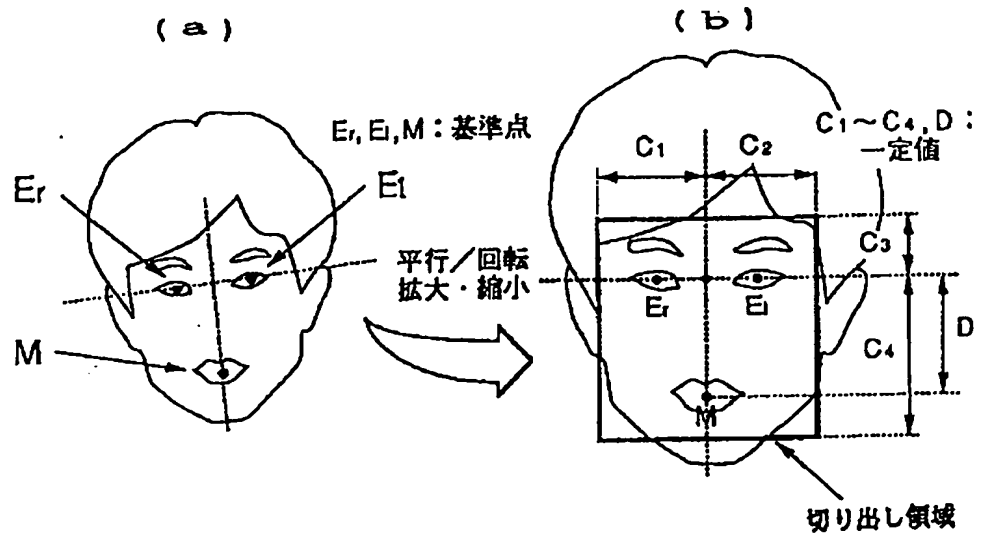 (a)
(b)
Er, El, M：基準点
C1～C4, D：
一定値
C1
C2
Er
El
C3
平行／回転
拡大・縮小
Er
El
D
M
C4
M
切り出し領域